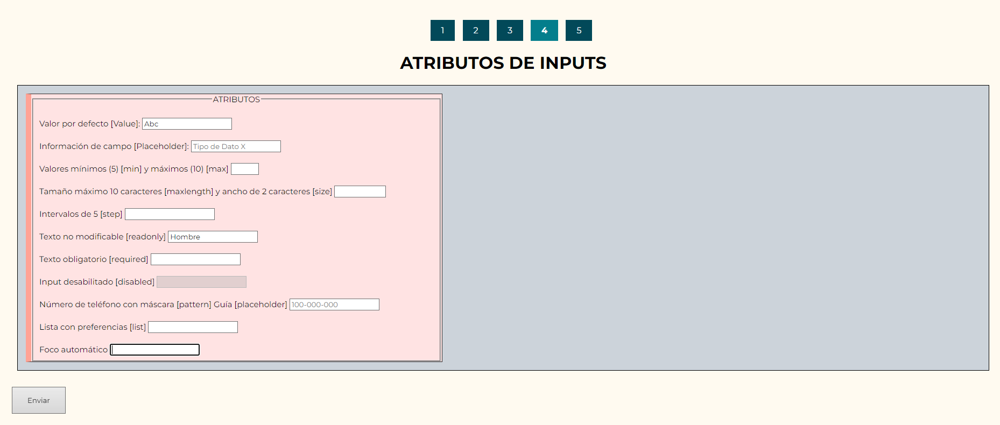 1 2 3 4 5
ATRIBUTOS DE INPUTS
ATRIBUTOS
Valor por defecto [Value]: Abc
Información de campo [Placeholder]: Tipo de Dato X
Valores mínimos (5) [min] y máximos (10) [max]
Tamaño máximo 10 caracteres [maxlength] y ancho de 2 caracteres [size]
Intervalos de 5 [step]
Texto no modificable [readonly] Hombre
Texto obligatorio [required]
Input desabilitado [disabled]
Número de teléfono con máscara [pattern] Guía [placeholder] 100-000-000
Lista con preferencias [list]
Foco automático
Enviar